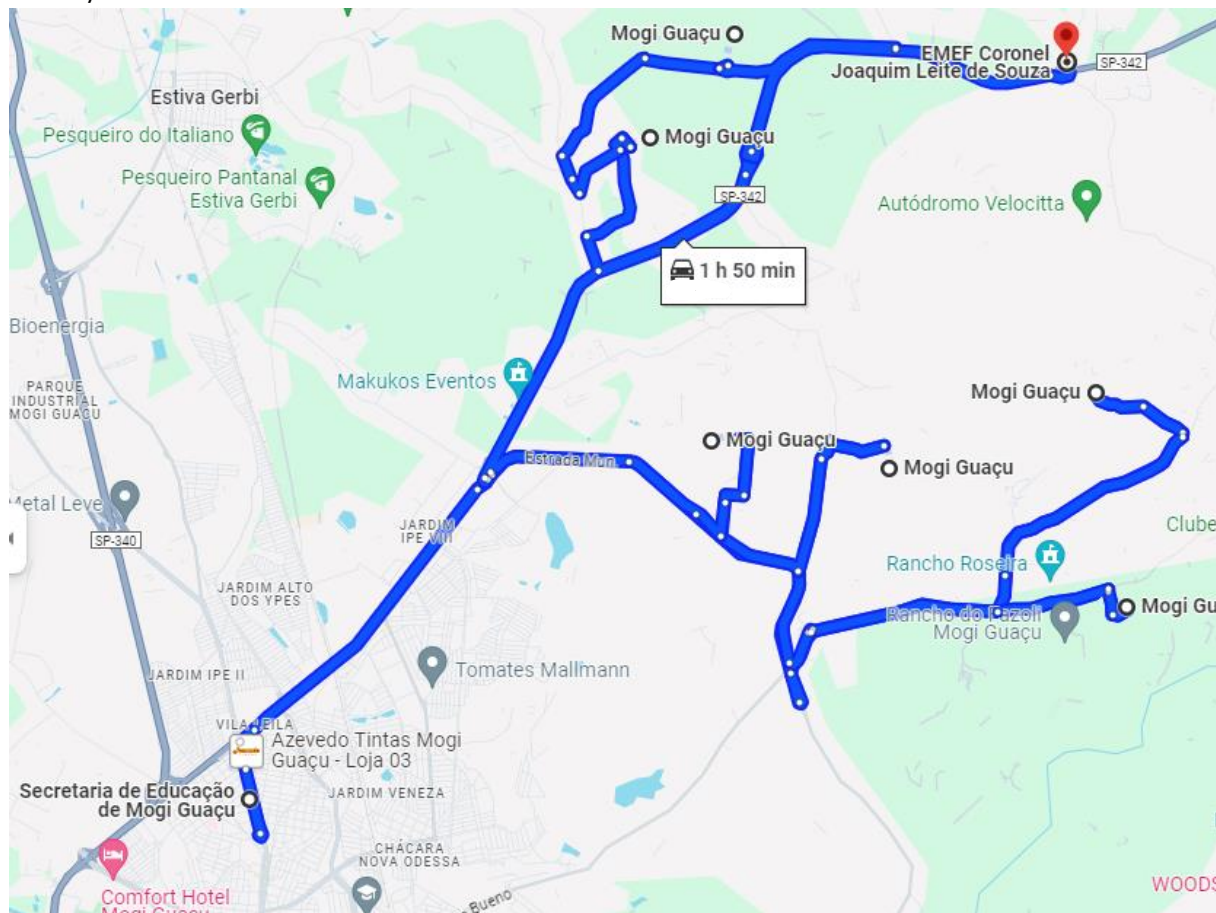 Mogi Guaçu
EMEF Coronel
Joaquim Leite de Souza
SP-342
Estiva Gerbi
Pesqueiro do Italiano
Mogi Guaçu
Pesqueiro Pantanal
Estiva Gerbi
SP-342
Autódromo Velocitta
1 h 50 min
Bioenergia
PARQUE
INDUSTRIAL
MOGI GUAÇU
Makukos Eventos
Mogi Guaçu
Mogi Guaçu
Estrada Mun
Mogi Guaçu
Metal Leve
SP-340
JARDIM
IPE VIII
Clube
Rancho Roseira
JARDIM ALTO
DOS YPES
Rancho do Fazoli
Mogi Guaçu
Mogi Gu
JARDIM IPE II
Tomates Mallmann
VILA LEILA
Azevedo Tintas Mogi
Guaçu - Loja 03
Secretaria de Educação
de Mogi Guaçu
JARDIM VENEZA
CHÁCARA
NOVA ODESSA
Comfort Hotel
Mogi Guaçu
Bueno
WOODS